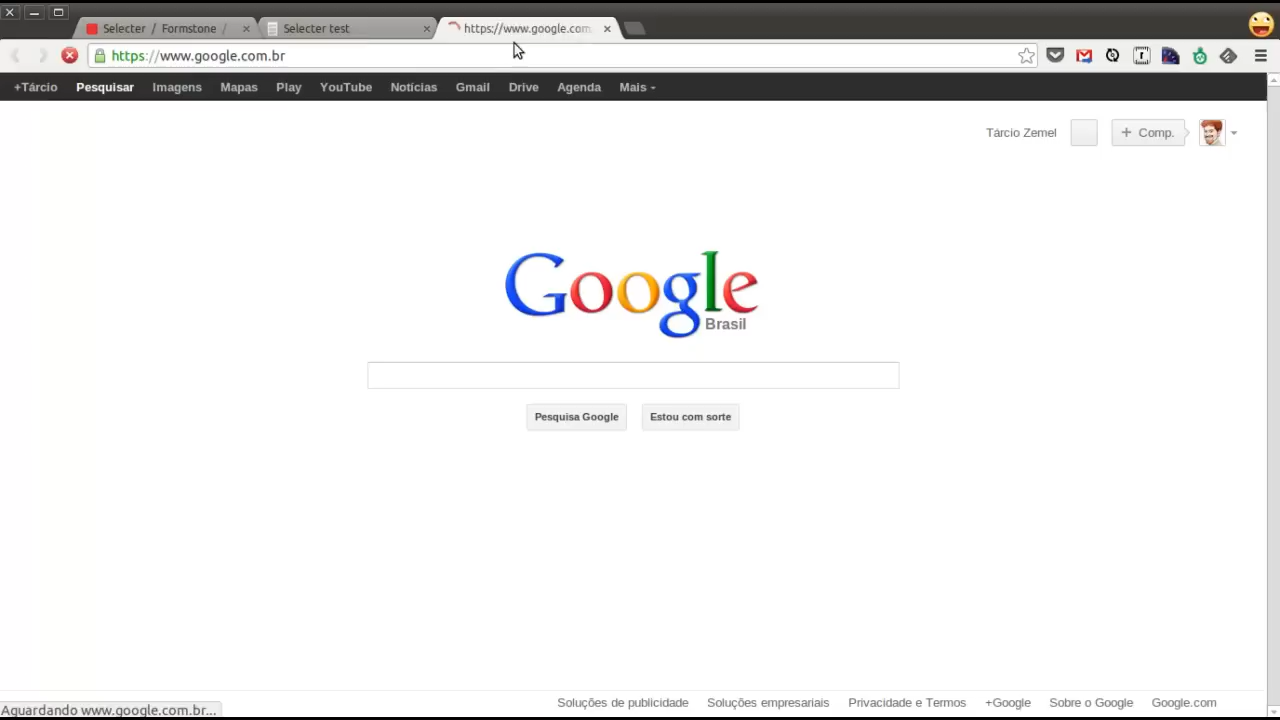 Selecter / Formstone /
Selecter test
https://www.google.com.
https://www.google.com.br
+Tárcio Pesquisar Imagens Mapas Play YouTube Notícias Gmail Drive Agenda Mais
Tárcio Zemel
+ Comp.
Google
Brasil
Pesquisa Google
Estou com sorte
Soluções de publicidade Soluções empresariais Privacidade e Termos +Google Sobre o Google Google.com
Aguardando www.google.com.br...